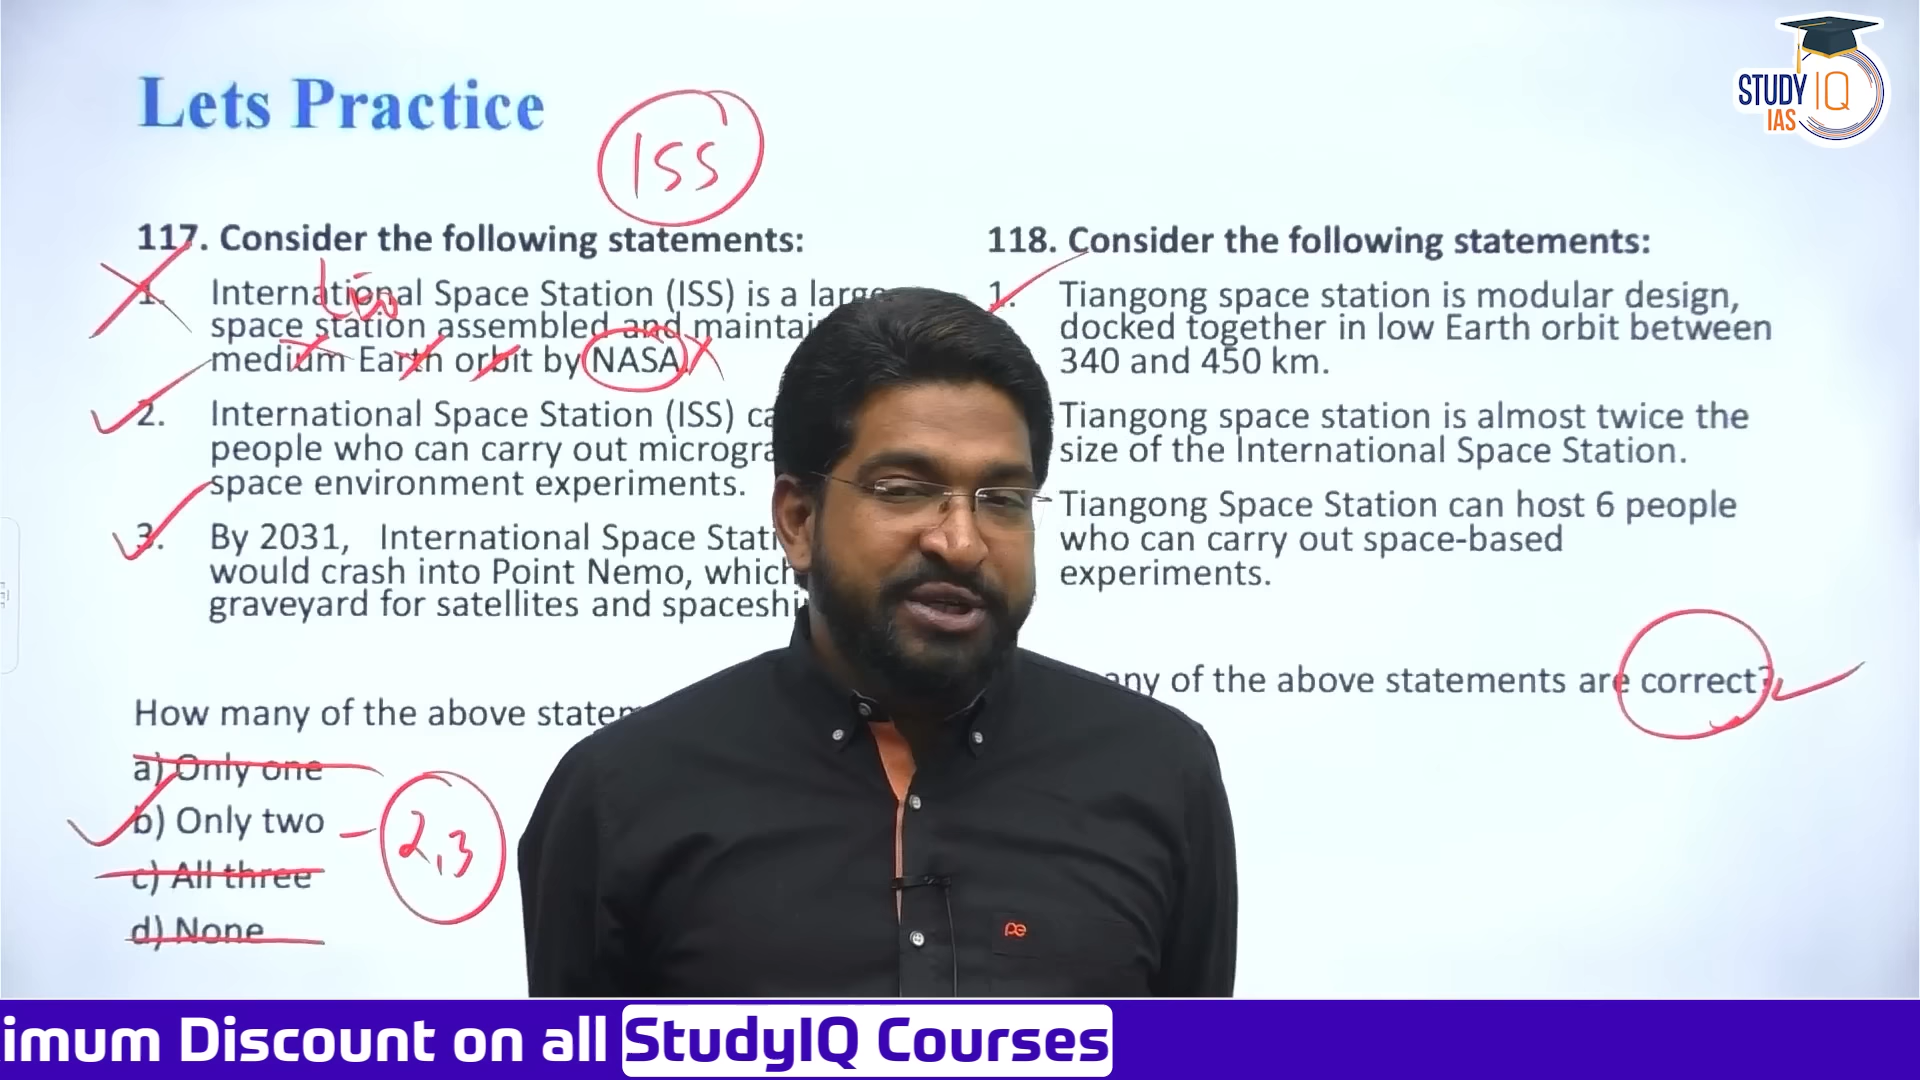 Lets Practice
ISS
STUDY IQ
IAS
117. Consider the following statements:
1. International Space Station (ISS) is a large
LEO
space station assembled and
medium Earth orbit by NASA
2. International Space Station (ISS)
people who can carry out
space environment experiments.
3. By 2031, International Space
would crash into Point Nemo, which
graveyard for satellites and
How many of the above
a) Only one
b) Only two
2,3
c) All three
d) None
118. Consider the following statements:
1. Tiangong space station is modular design,
docked together in low Earth orbit between
340 and 450 km.
Tiangong space station is almost twice the
size of the International Space Station.
Tiangong Space Station can host 6 people
who can carry out space-based
experiments.
any of the above statements are correct?
pe
imum Discount on all StudyIQ Courses